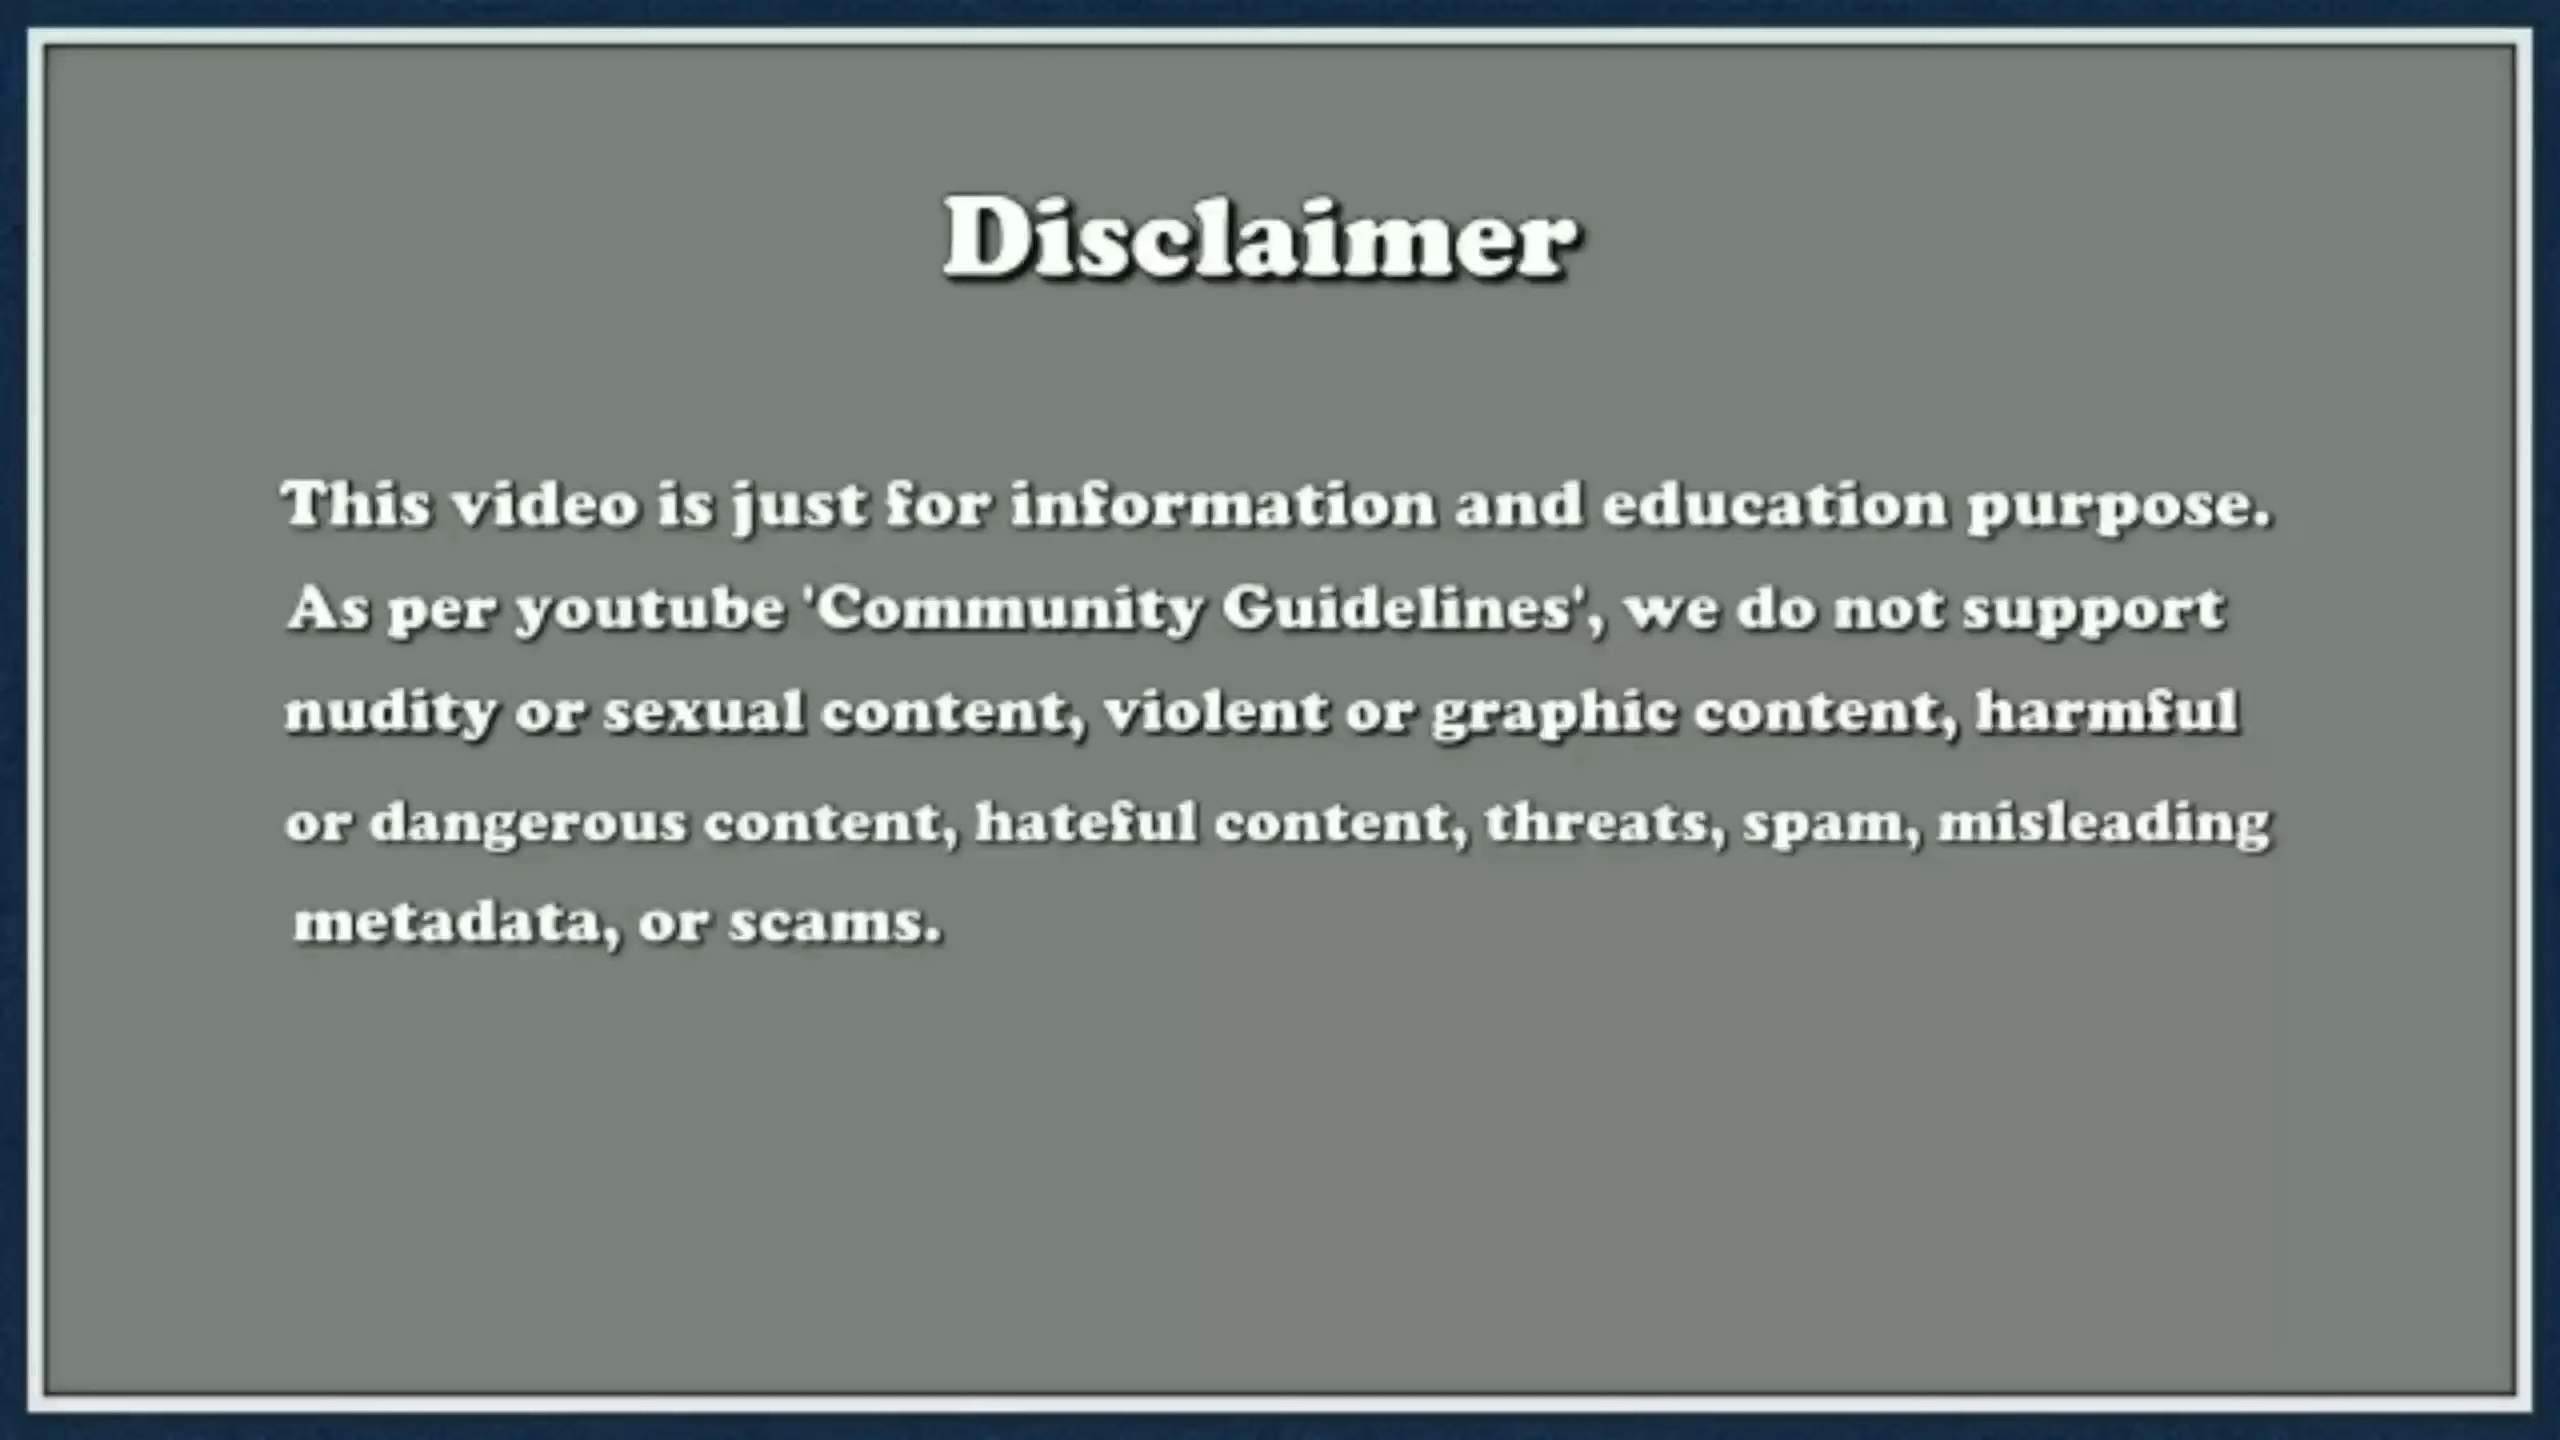 Disclaimer
This video is just for information and education purpose.
As per youtube 'Community Guidelines', we do not support
nudity or sexual content, violent or graphic content, harmful
or dangerous content, hateful content, threats, spam, misleading
metadata, or scams.